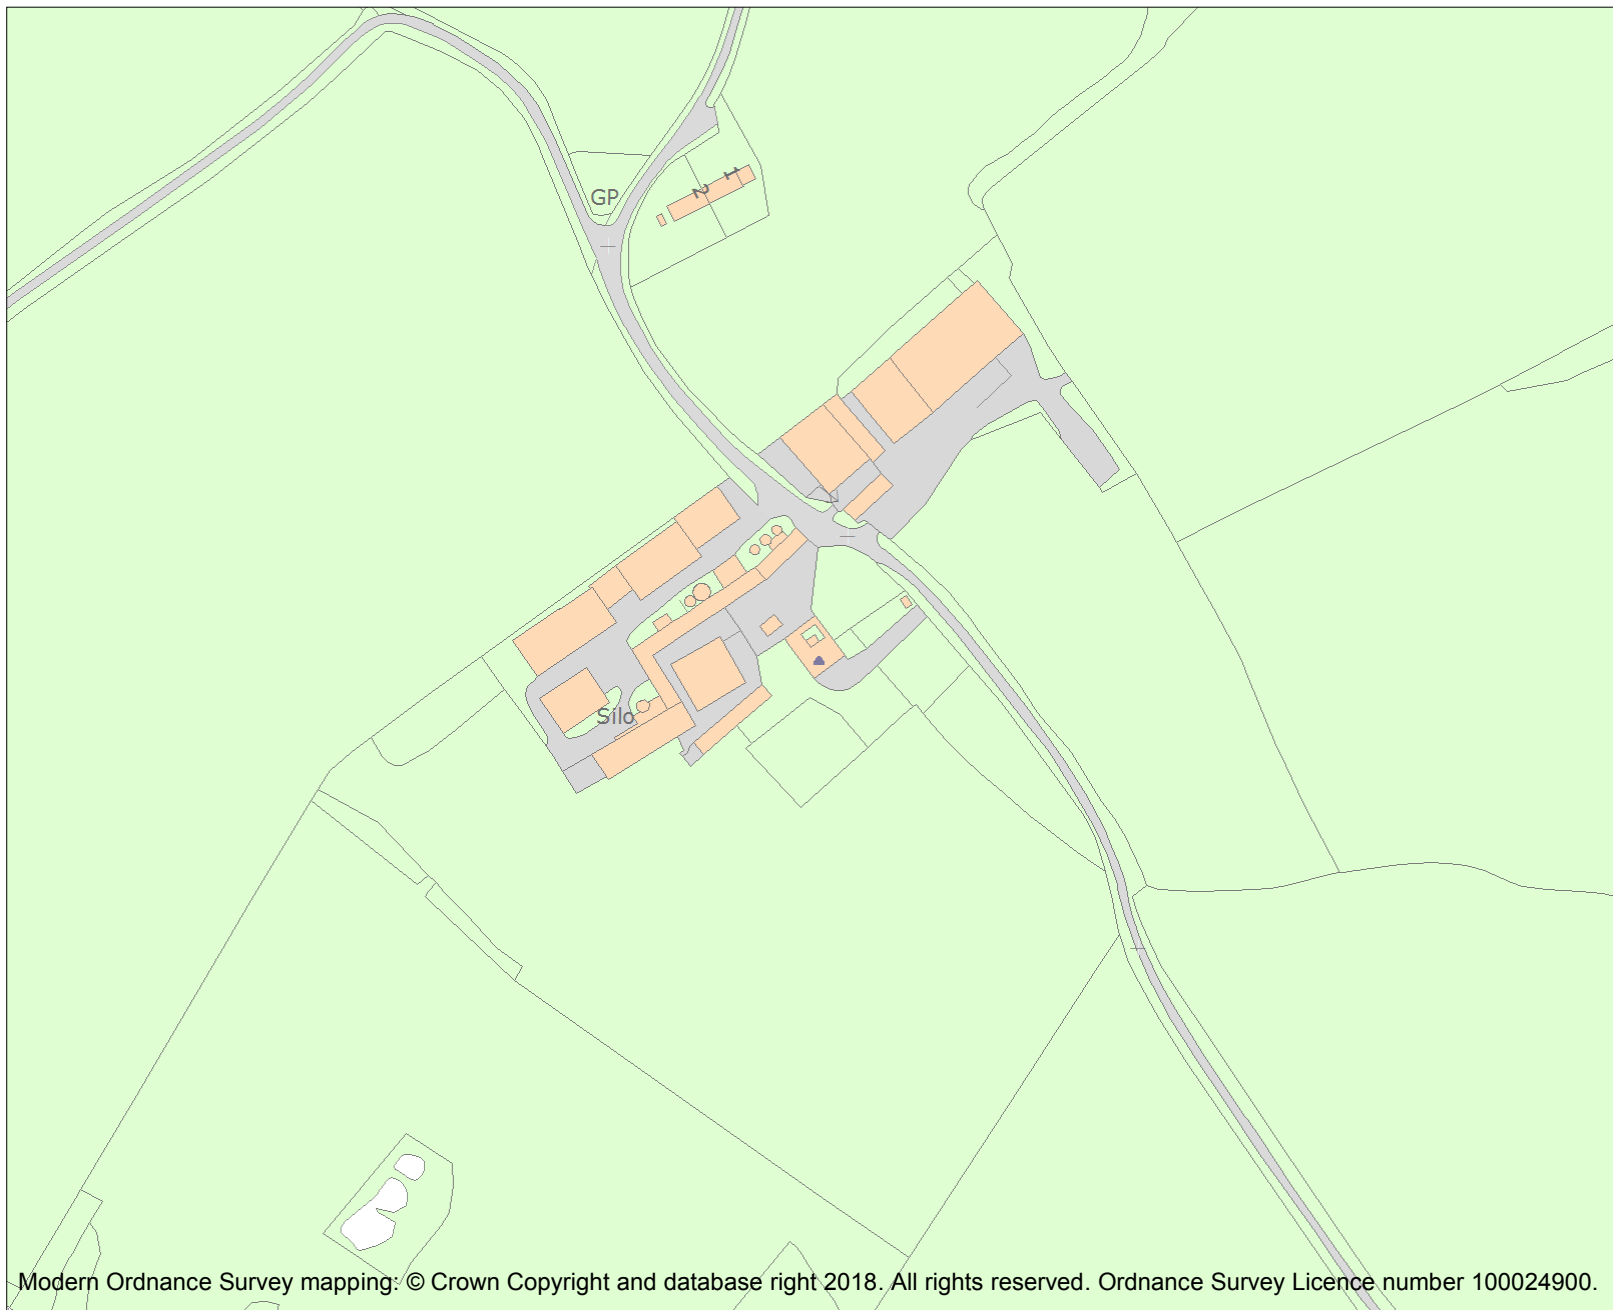 GP
1
2
Silo
Modern Ordnance Survey mapping: © Crown Copyright and database right 2018. All rights reserved. Ordnance Survey Licence number 100024900.